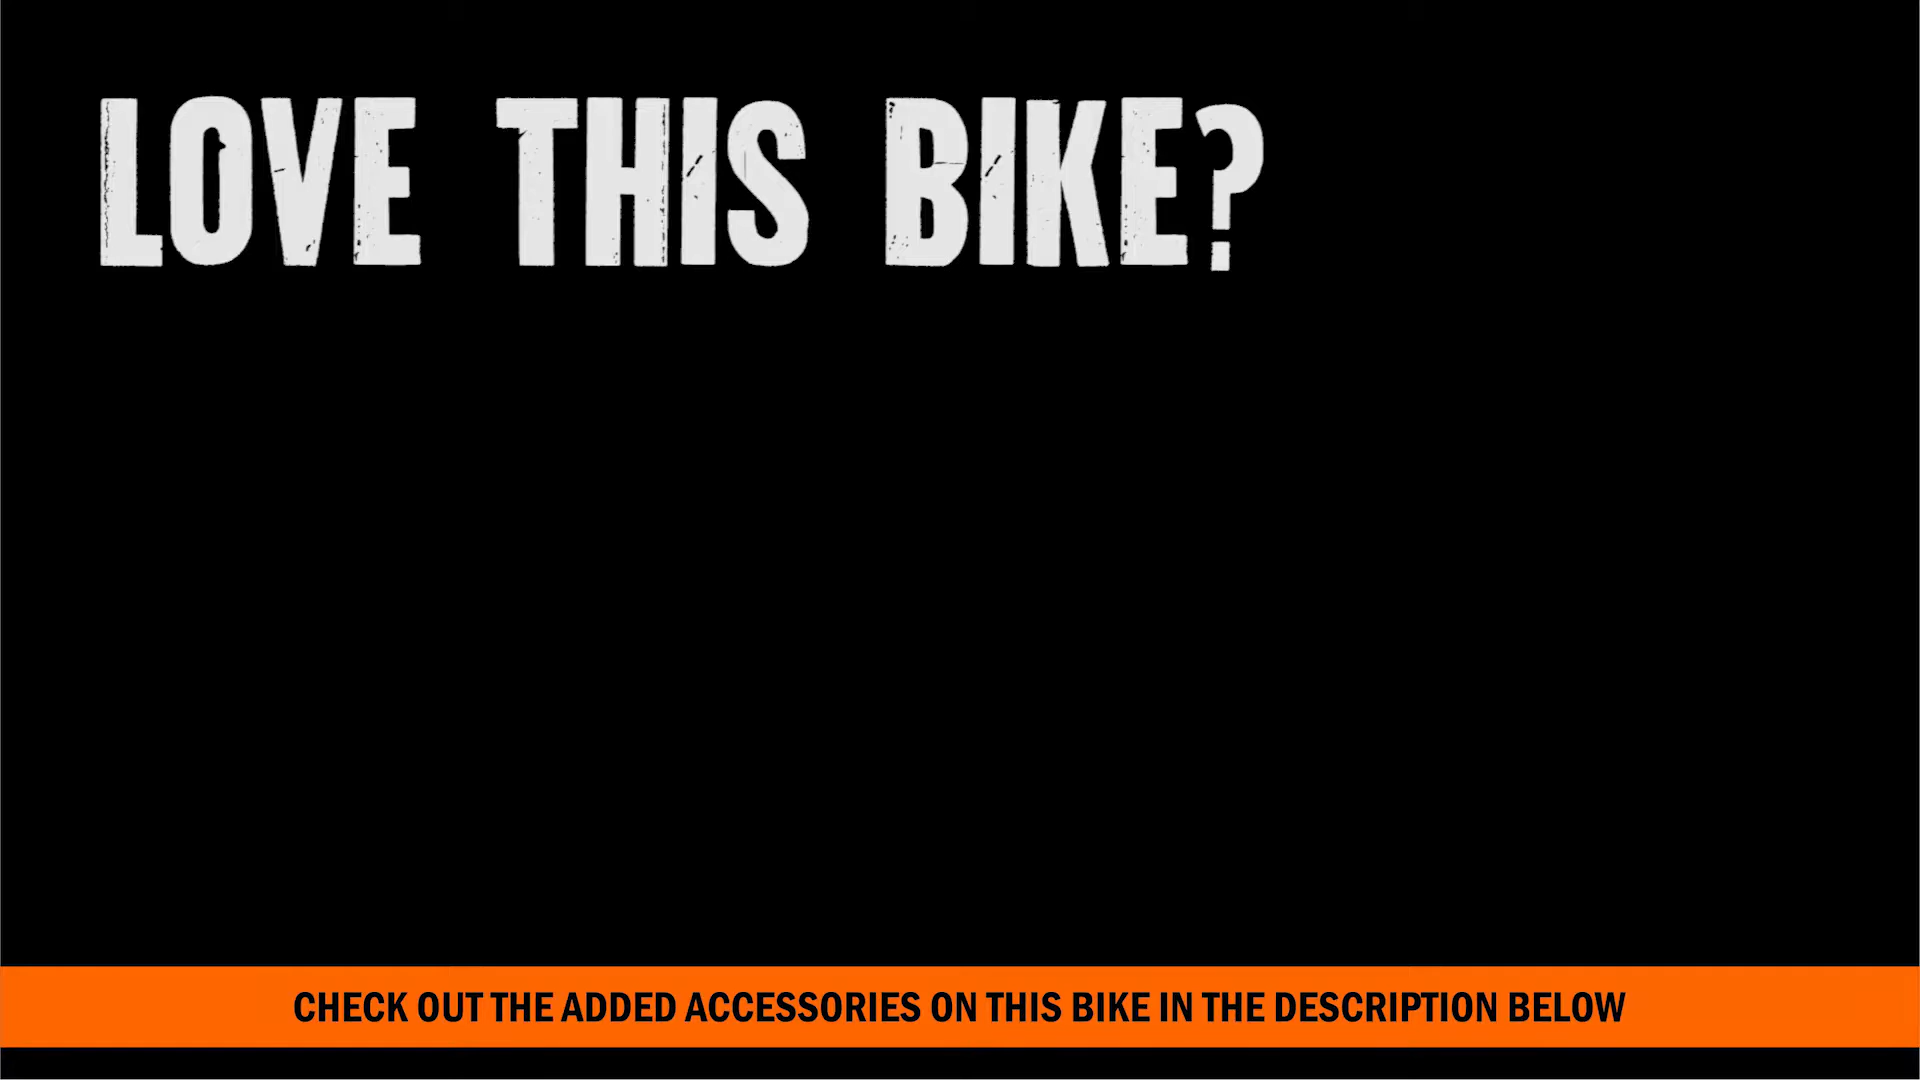 LOVE THIS BIKE?
CHECK OUT THE ADDED ACCESSORIES ON THIS BIKE IN THE DESCRIPTION BELOW